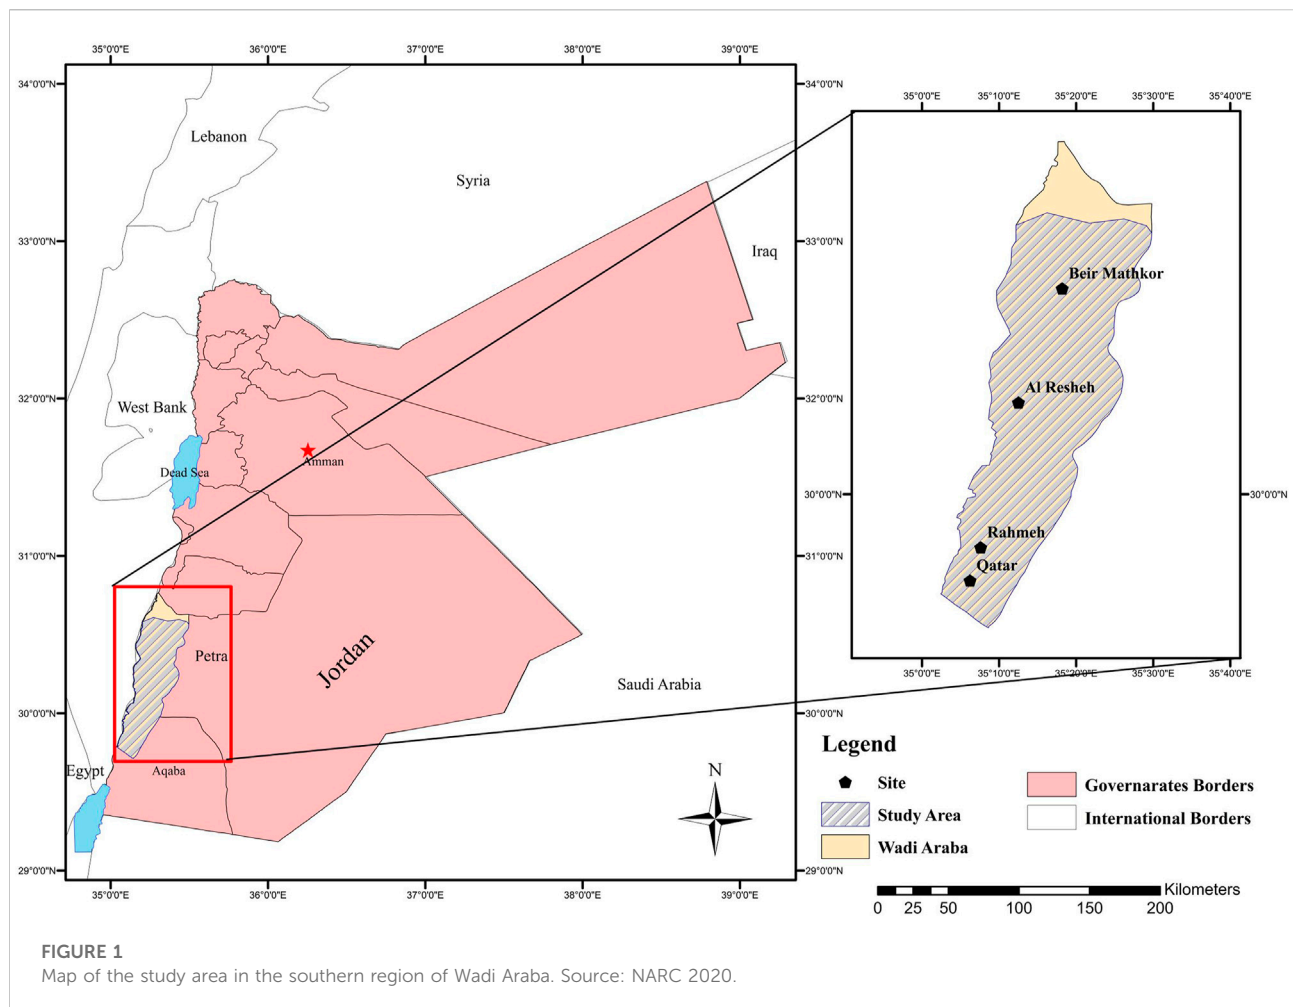 35°0'0"E 36°0'0"E 37°0'0"E 38°0'0"E 39°0'0"E
34°0'0"N
34°0'0"N
33°0'0"N
33°0'0"N
32°0'0"N
32°0'0"N
31°0'0"N
31°0'0"N
30°0'0"N
30°0'0"N
29°0'0"N
29°0'0"N
35°0'0"E 36°0'0"E 37°0'0"E 38°0'0"E 39°0'0"E
Lebanon
Syria
Iraq
West Bank
Dead Sea
Amman
Petra
Jordan
Saudi Arabia
Egypt
Aqaba
N
35°0'0"E 35°10'0"E 35°20'0"E 35°30'0"E 35°40'0"E
Beir Mathkor
Al Resheh
30°0'0"N
30°0'0"N
Rahmeh
Qatar
35°0'0"E 35°10'0"E 35°20'0"E 35°30'0"E 35°40'0"E
Legend
Site
Study Area
Wadi Araba
Governarates Borders
International Borders
Kilometers
0 25 50 100 150 200
FIGURE 1
Map of the study area in the southern region of Wadi Araba. Source: NARC 2020.